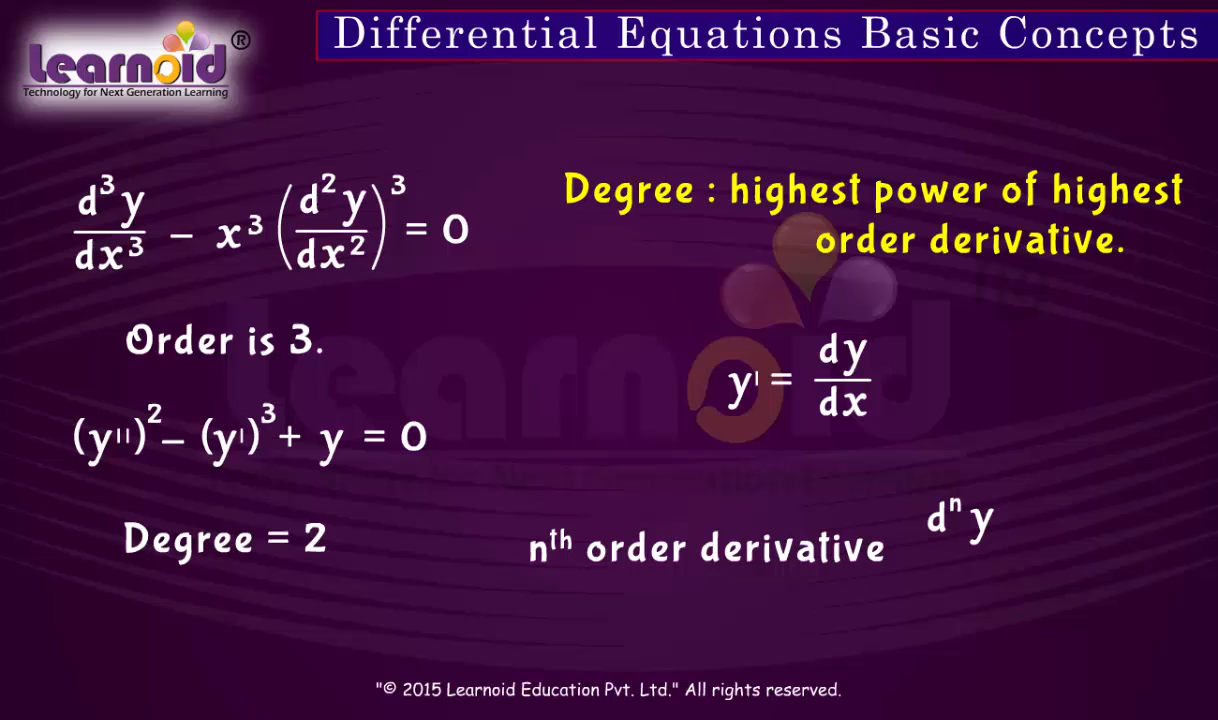 Learnoid ®
Technology for Next Generation Learning
Differential Equations Basic Concepts
d³y/dx³ − x³ (d²y/dx²)³ = 0
Order is 3.
(y'')² − (y')³ + y = 0
Degree = 2
Degree : highest power of highest
order derivative.
y' = dy/dx
nᵗʰ order derivative dⁿy
Learnoid
"© 2015 Learnoid Education Pvt. Ltd." All rights reserved.